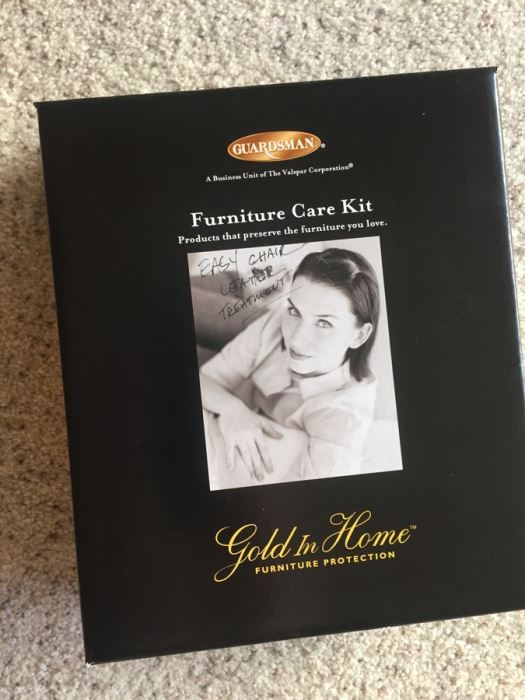 GUARDSMAN®
A Business Unit of The Valspar Corporation®
Furniture Care Kit
Products that preserve the furniture you love.
EASY CHAIR
LEATHER
TREATMENT
Gold In Home™
FURNITURE PROTECTION